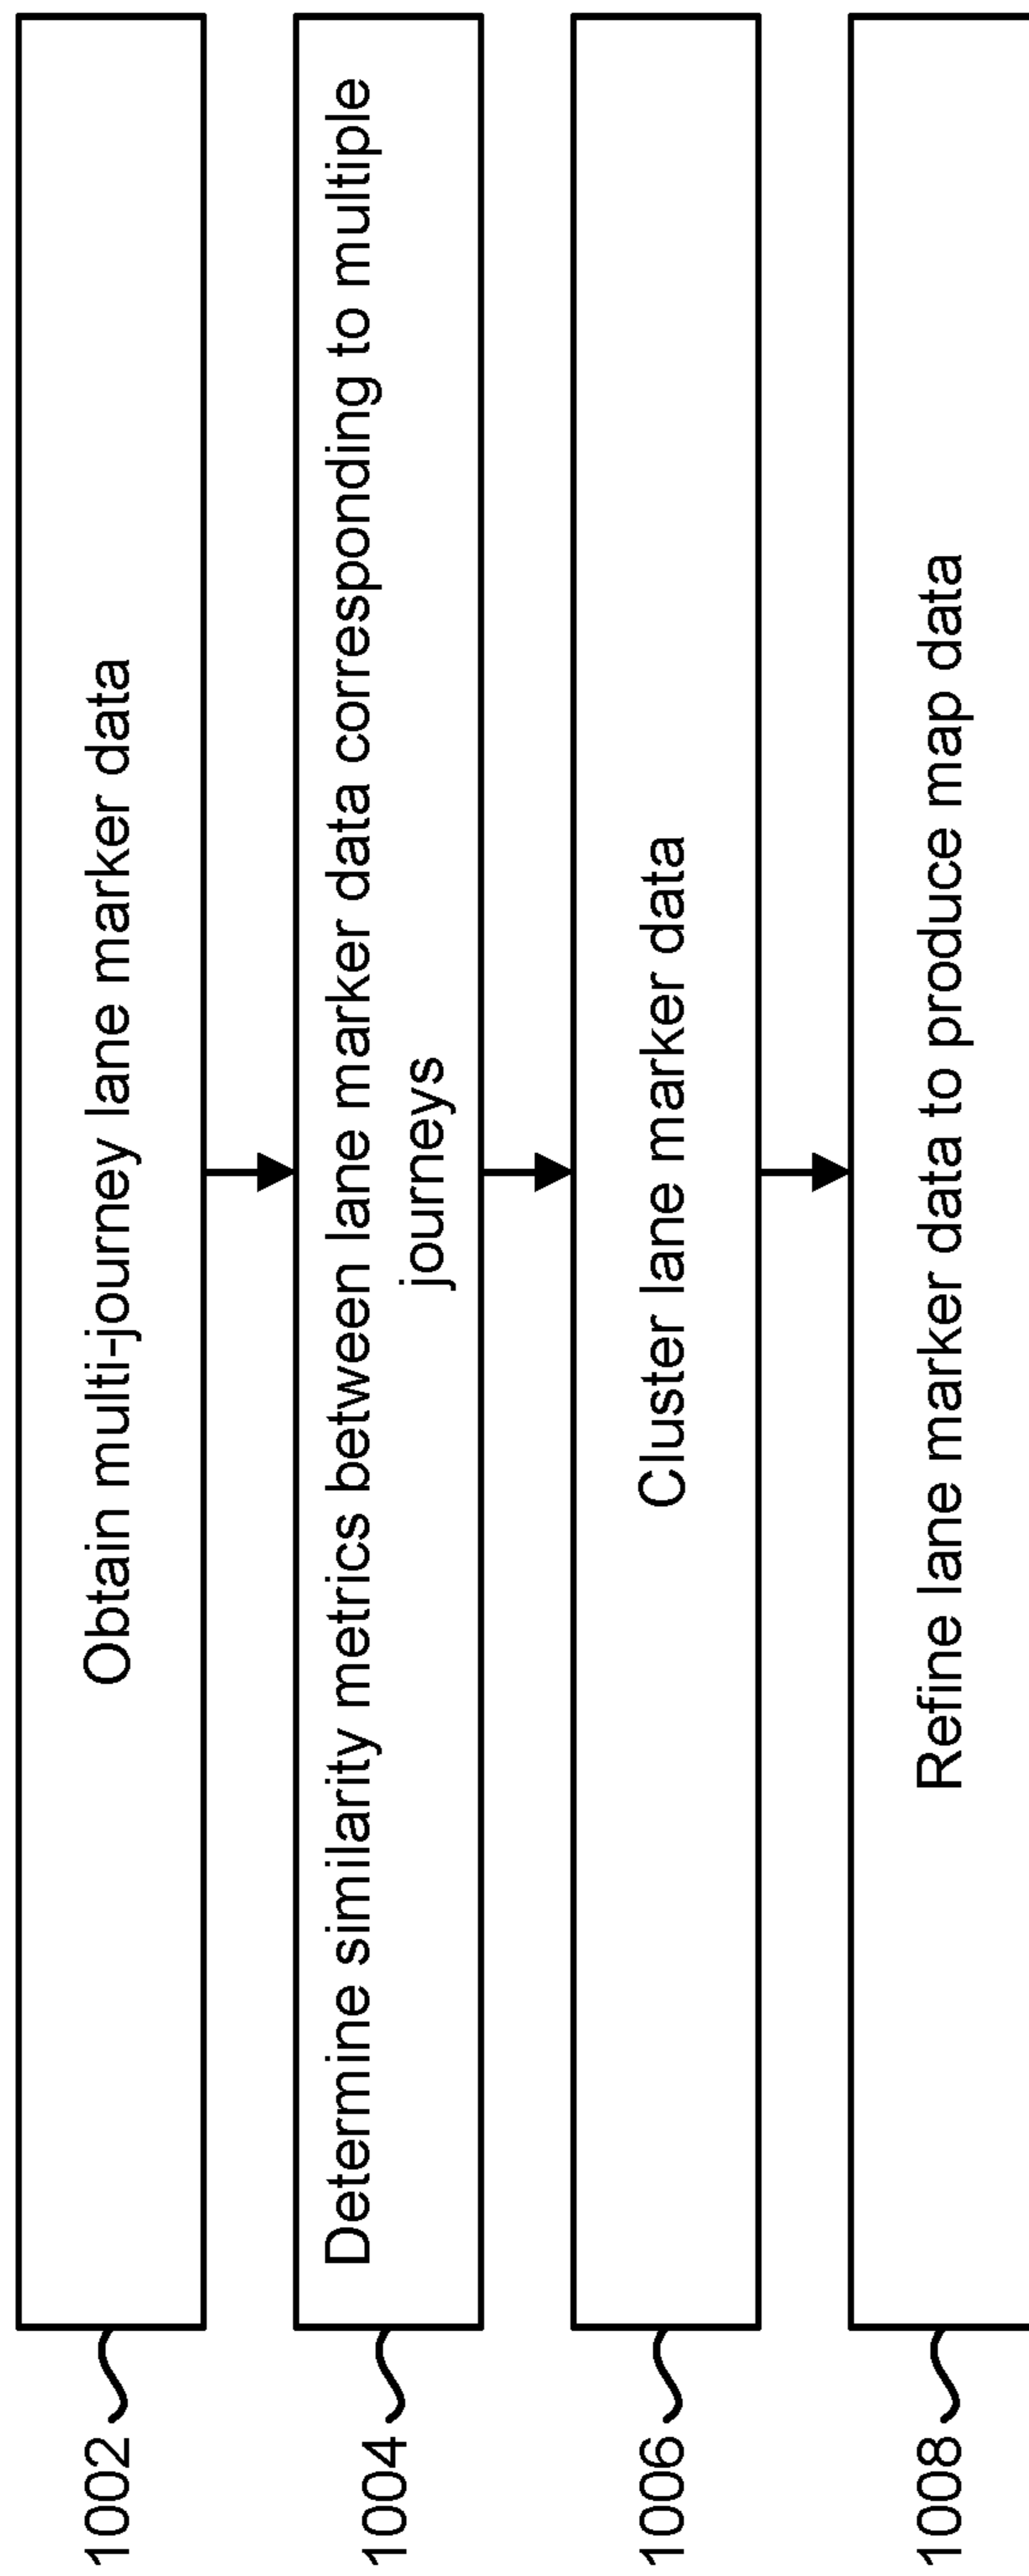 1002
Obtain multi-journey lane marker data
1004
Determine similarity metrics between lane marker data corresponding to multiple
journeys
1006
Cluster lane marker data
1008
Refine lane marker data to produce map data